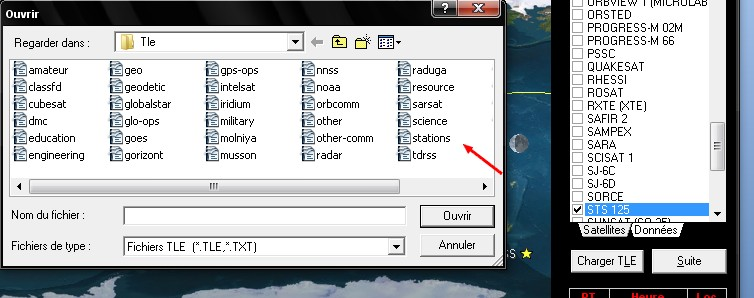 Ouvrir
Regarder dans :
Tle
amateur
classfd
cubesat
dmc
education
engineering
geo
geodetic
globalstar
glo-ops
goes
gorizont
gps-ops
intelsat
iridium
military
molniya
musson
nnss
noaa
orbcomm
other
other-comm
radar
raduga
resource
sarsat
science
stations
tdrss
Nom du fichier :
Ouvrir
Fichiers de type :
Fichiers TLE (*.TLE,*.TXT)
Annuler
ORBVIEW 1 (MICROLAB
ORSTED
PROGRESS-M 02M
PROGRESS-M 66
PSSC
QUAKESAT
RHESSI
ROSAT
RXTE (XTE)
SAFIR 2
SAMPEX
SARA
SCISAT 1
SJ-6C
SJ-6D
SORCE
STS 125
Satellites
Données
Charger TLE
Suite
Heure
Los